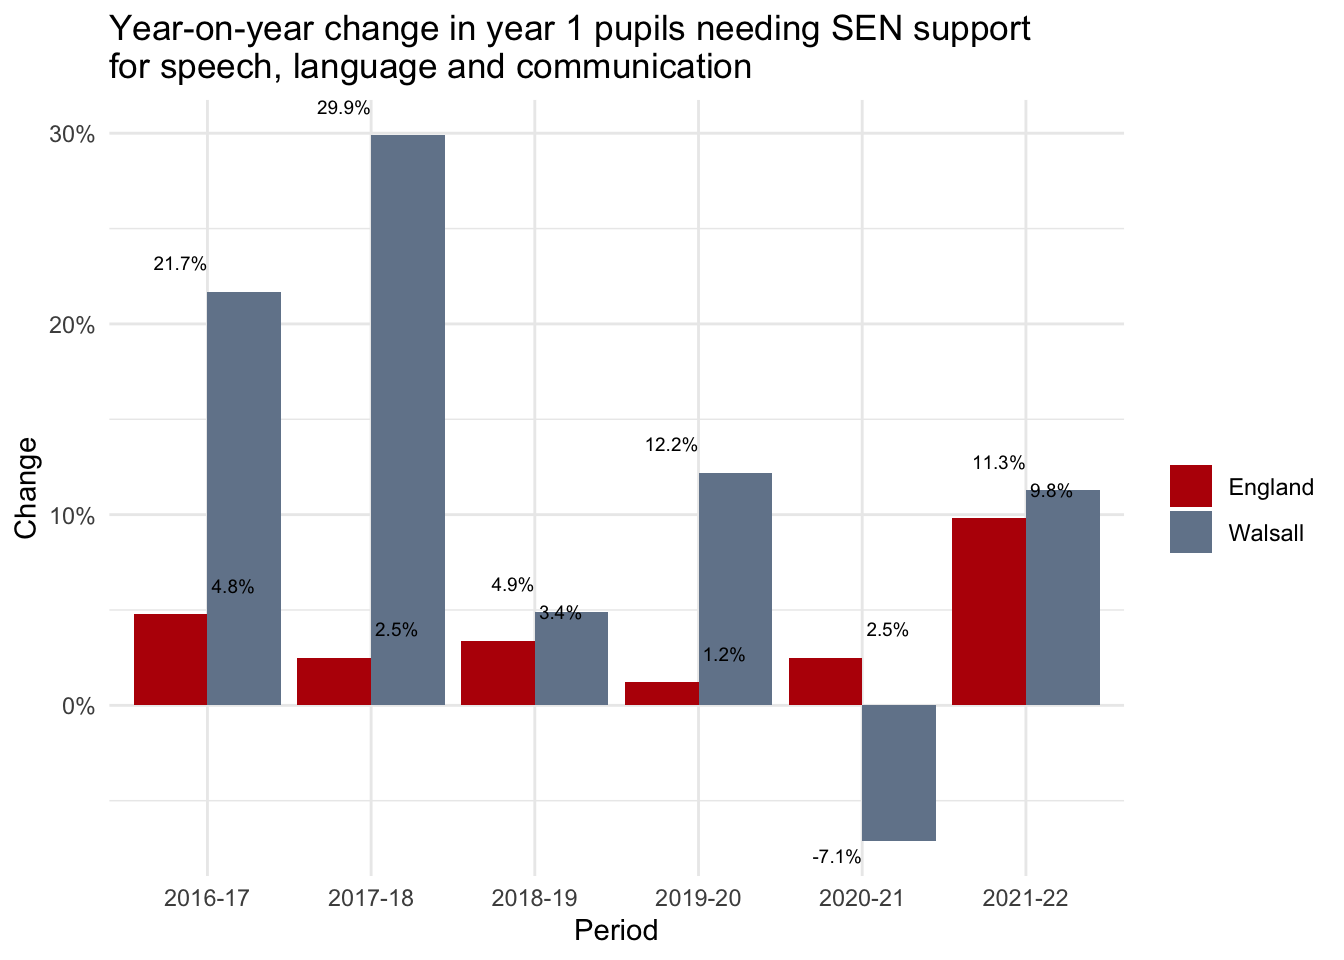 Year-on-year change in year 1 pupils needing SEN support
for speech, language and communication
29.9%
30%
21.7%
20%
12.2%
11.3%
9.8%
10%
4.8%
4.9%
3.4%
2.5%
2.5%
1.2%
0%
-7.1%
Change
2016-17 2017-18 2018-19 2019-20 2020-21 2021-22
Period
England
Walsall